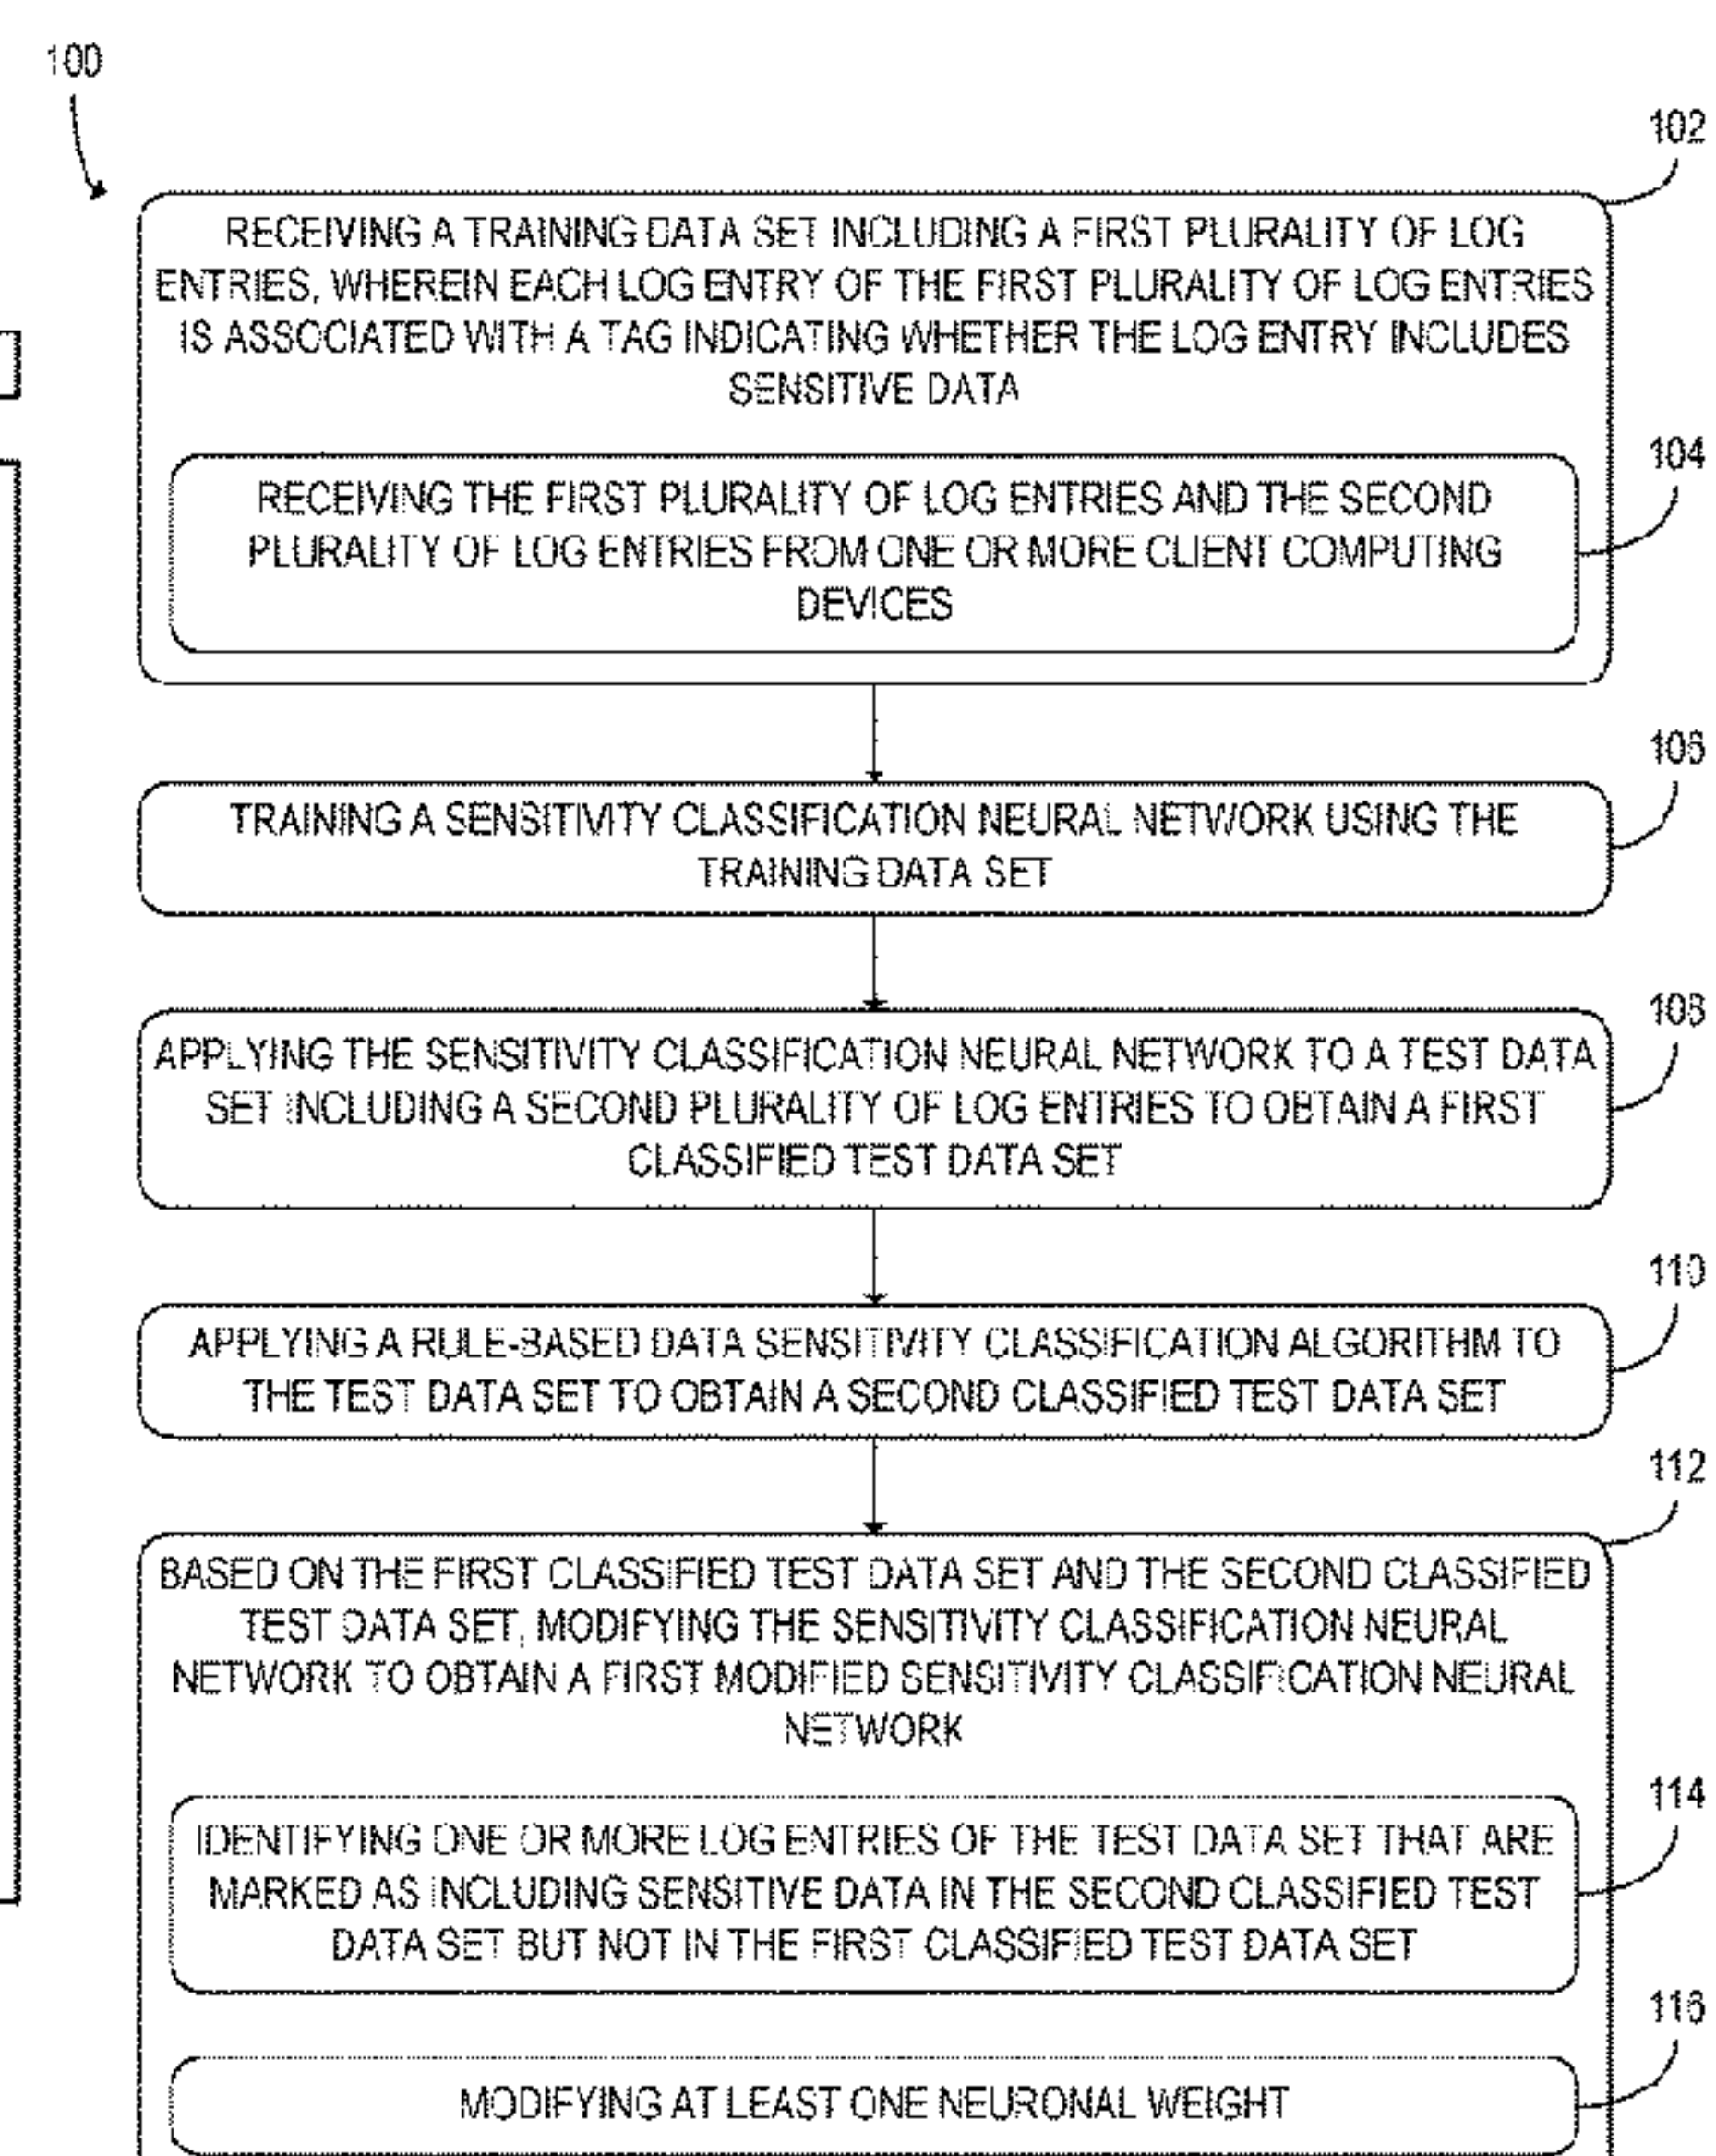 100
102
RECEIVING A TRAINING DATA SET INCLUDING A FIRST PLURALITY OF LOG
ENTRIES, WHEREIN EACH LOG ENTRY OF THE FIRST PLURALITY OF LOG ENTRIES
IS ASSOCIATED WITH A TAG INDICATING WHETHER THE LOG ENTRY INCLUDES
SENSITIVE DATA
104
RECEIVING THE FIRST PLURALITY OF LOG ENTRIES AND THE SECOND
PLURALITY OF LOG ENTRIES FROM ONE OR MORE CLIENT COMPUTING
DEVICES
106
TRAINING A SENSITIVITY CLASSIFICATION NEURAL NETWORK USING THE
TRAINING DATA SET
108
APPLYING THE SENSITIVITY CLASSIFICATION NEURAL NETWORK TO A TEST DATA
SET INCLUDING A SECOND PLURALITY OF LOG ENTRIES TO OBTAIN A FIRST
CLASSIFIED TEST DATA SET
110
APPLYING A RULE-BASED DATA SENSITIVITY CLASSIFICATION ALGORITHM TO
THE TEST DATA SET TO OBTAIN A SECOND CLASSIFIED TEST DATA SET
112
BASED ON THE FIRST CLASSIFIED TEST DATA SET AND THE SECOND CLASSIFIED
TEST DATA SET, MODIFYING THE SENSITIVITY CLASSIFICATION NEURAL
NETWORK TO OBTAIN A FIRST MODIFIED SENSITIVITY CLASSIFICATION NEURAL
NETWORK
114
IDENTIFYING ONE OR MORE LOG ENTRIES OF THE TEST DATA SET THAT ARE
MARKED AS INCLUDING SENSITIVE DATA IN THE SECOND CLASSIFIED TEST
DATA SET BUT NOT IN THE FIRST CLASSIFIED TEST DATA SET
116
MODIFYING AT LEAST ONE NEURONAL WEIGHT